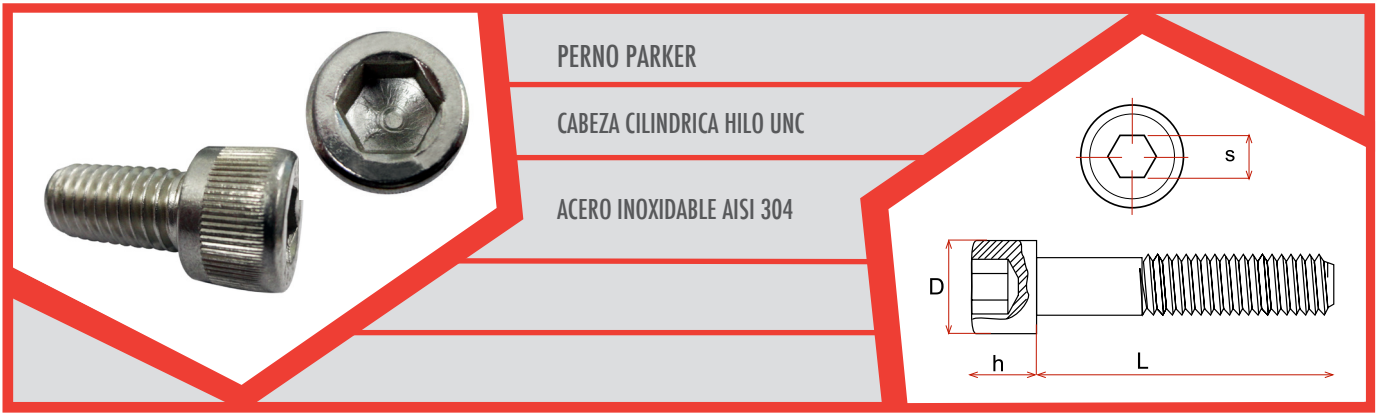 PERNO PARKER
CABEZA CILINDRICA HILO UNC
ACERO INOXIDABLE AISI 304
s
D
h
L